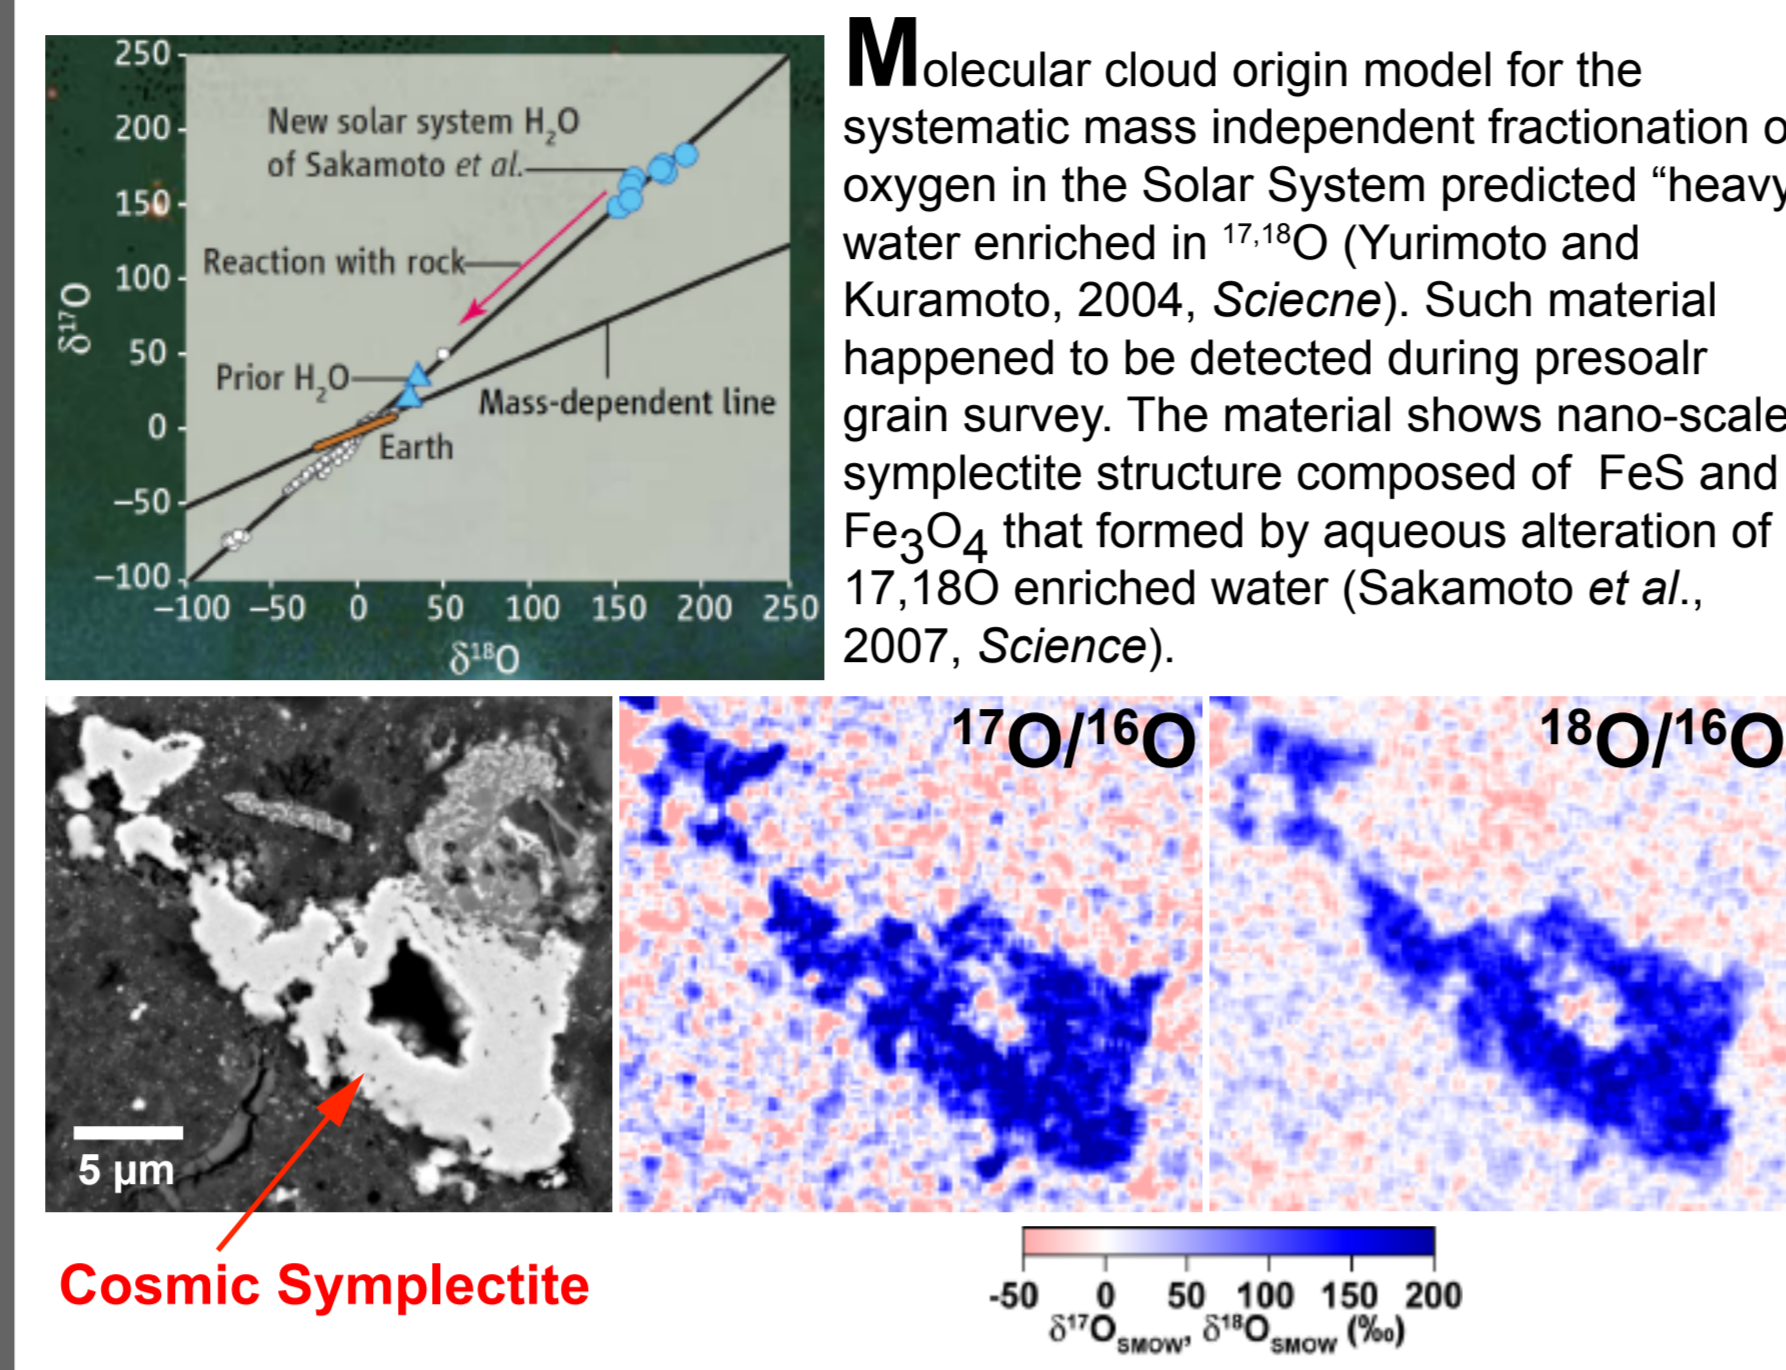 250
200
150
100
50
0
−50
−100
−100 −50 0 50 100 150 200 250
δ17O
δ18O
New solar system H2O
of Sakamoto et al.
Reaction with rock
Prior H2O
Mass-dependent line
Earth
Molecular cloud origin model for the
systematic mass independent fractionation o
oxygen in the Solar System predicted “heavy
water enriched in 17,18O (Yurimoto and
Kuramoto, 2004, Sciecne). Such material
happened to be detected during presoalr
grain survey. The material shows nano-scale
symplectite structure composed of FeS and
Fe3O4 that formed by aqueous alteration of
17,18O enriched water (Sakamoto et al.,
2007, Science).
5 μm
Cosmic Symplectite
17O/16O
18O/16O
-50 0 50 100 150 200
δ17OSMOW, δ18OSMOW (‰)